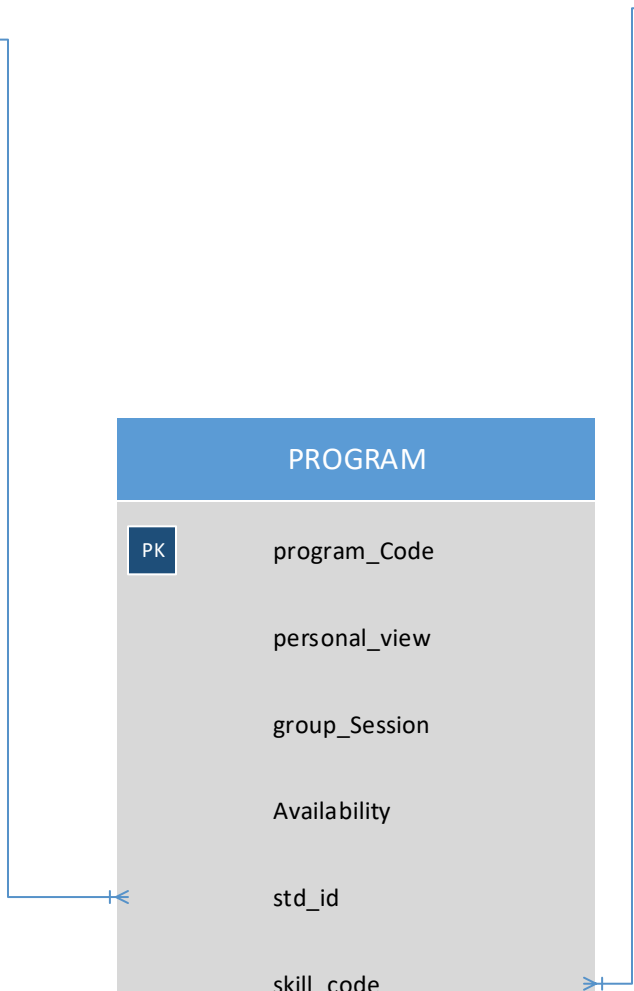 PROGRAM
PK program_Code
personal_view
group_Session
Availability
std_id
skill_code